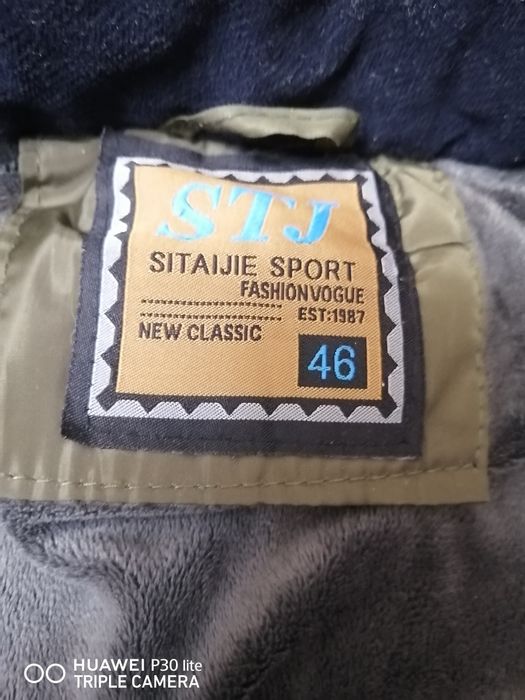 STJ
SITAIJIE SPORT
FASHIONVOGUE
EST:1987
NEW CLASSIC
46
HUAWEI P30 lite
TRIPLE CAMERA